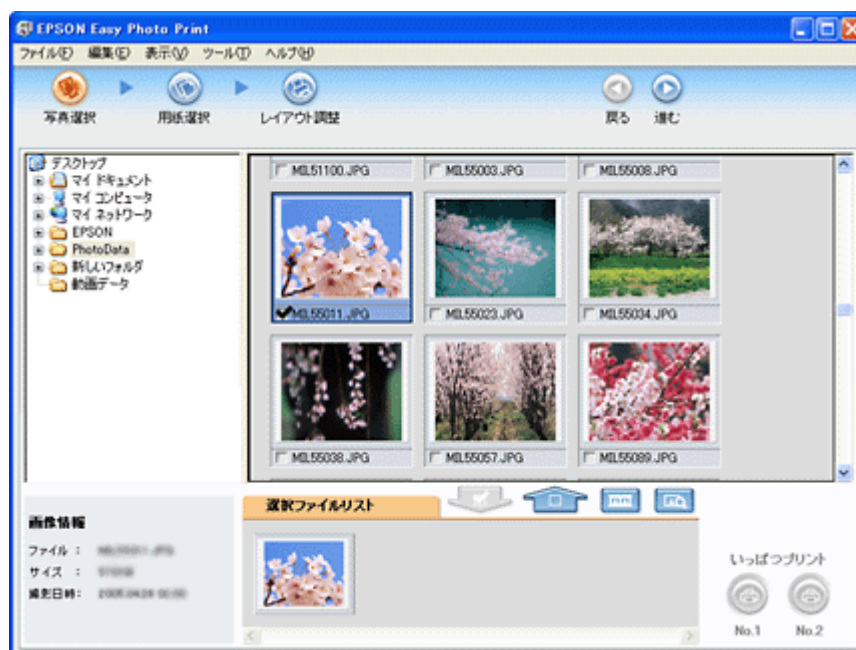 EPSON Easy Photo Print
ファイル(F) 編集(E) 表示(V) ツール(T) ヘルプ(H)
写真選択 用紙選択 レイアウト調整 戻る 進む
デスクトップ
マイ ドキュメント
マイ コンピュータ
マイ ネットワーク
EPSON
PhotoData
新しいフォルダ
動画データ
MIL51100.JPG MIL55003.JPG MIL55008.JPG
MIL55011.JPG MIL55023.JPG MIL55034.JPG
MIL55038.JPG MIL55057.JPG MIL55089.JPG
選択ファイルリスト
画像情報
ファイル :
サイズ :
撮影日時:
いっぱつプリント
No.1 No.2